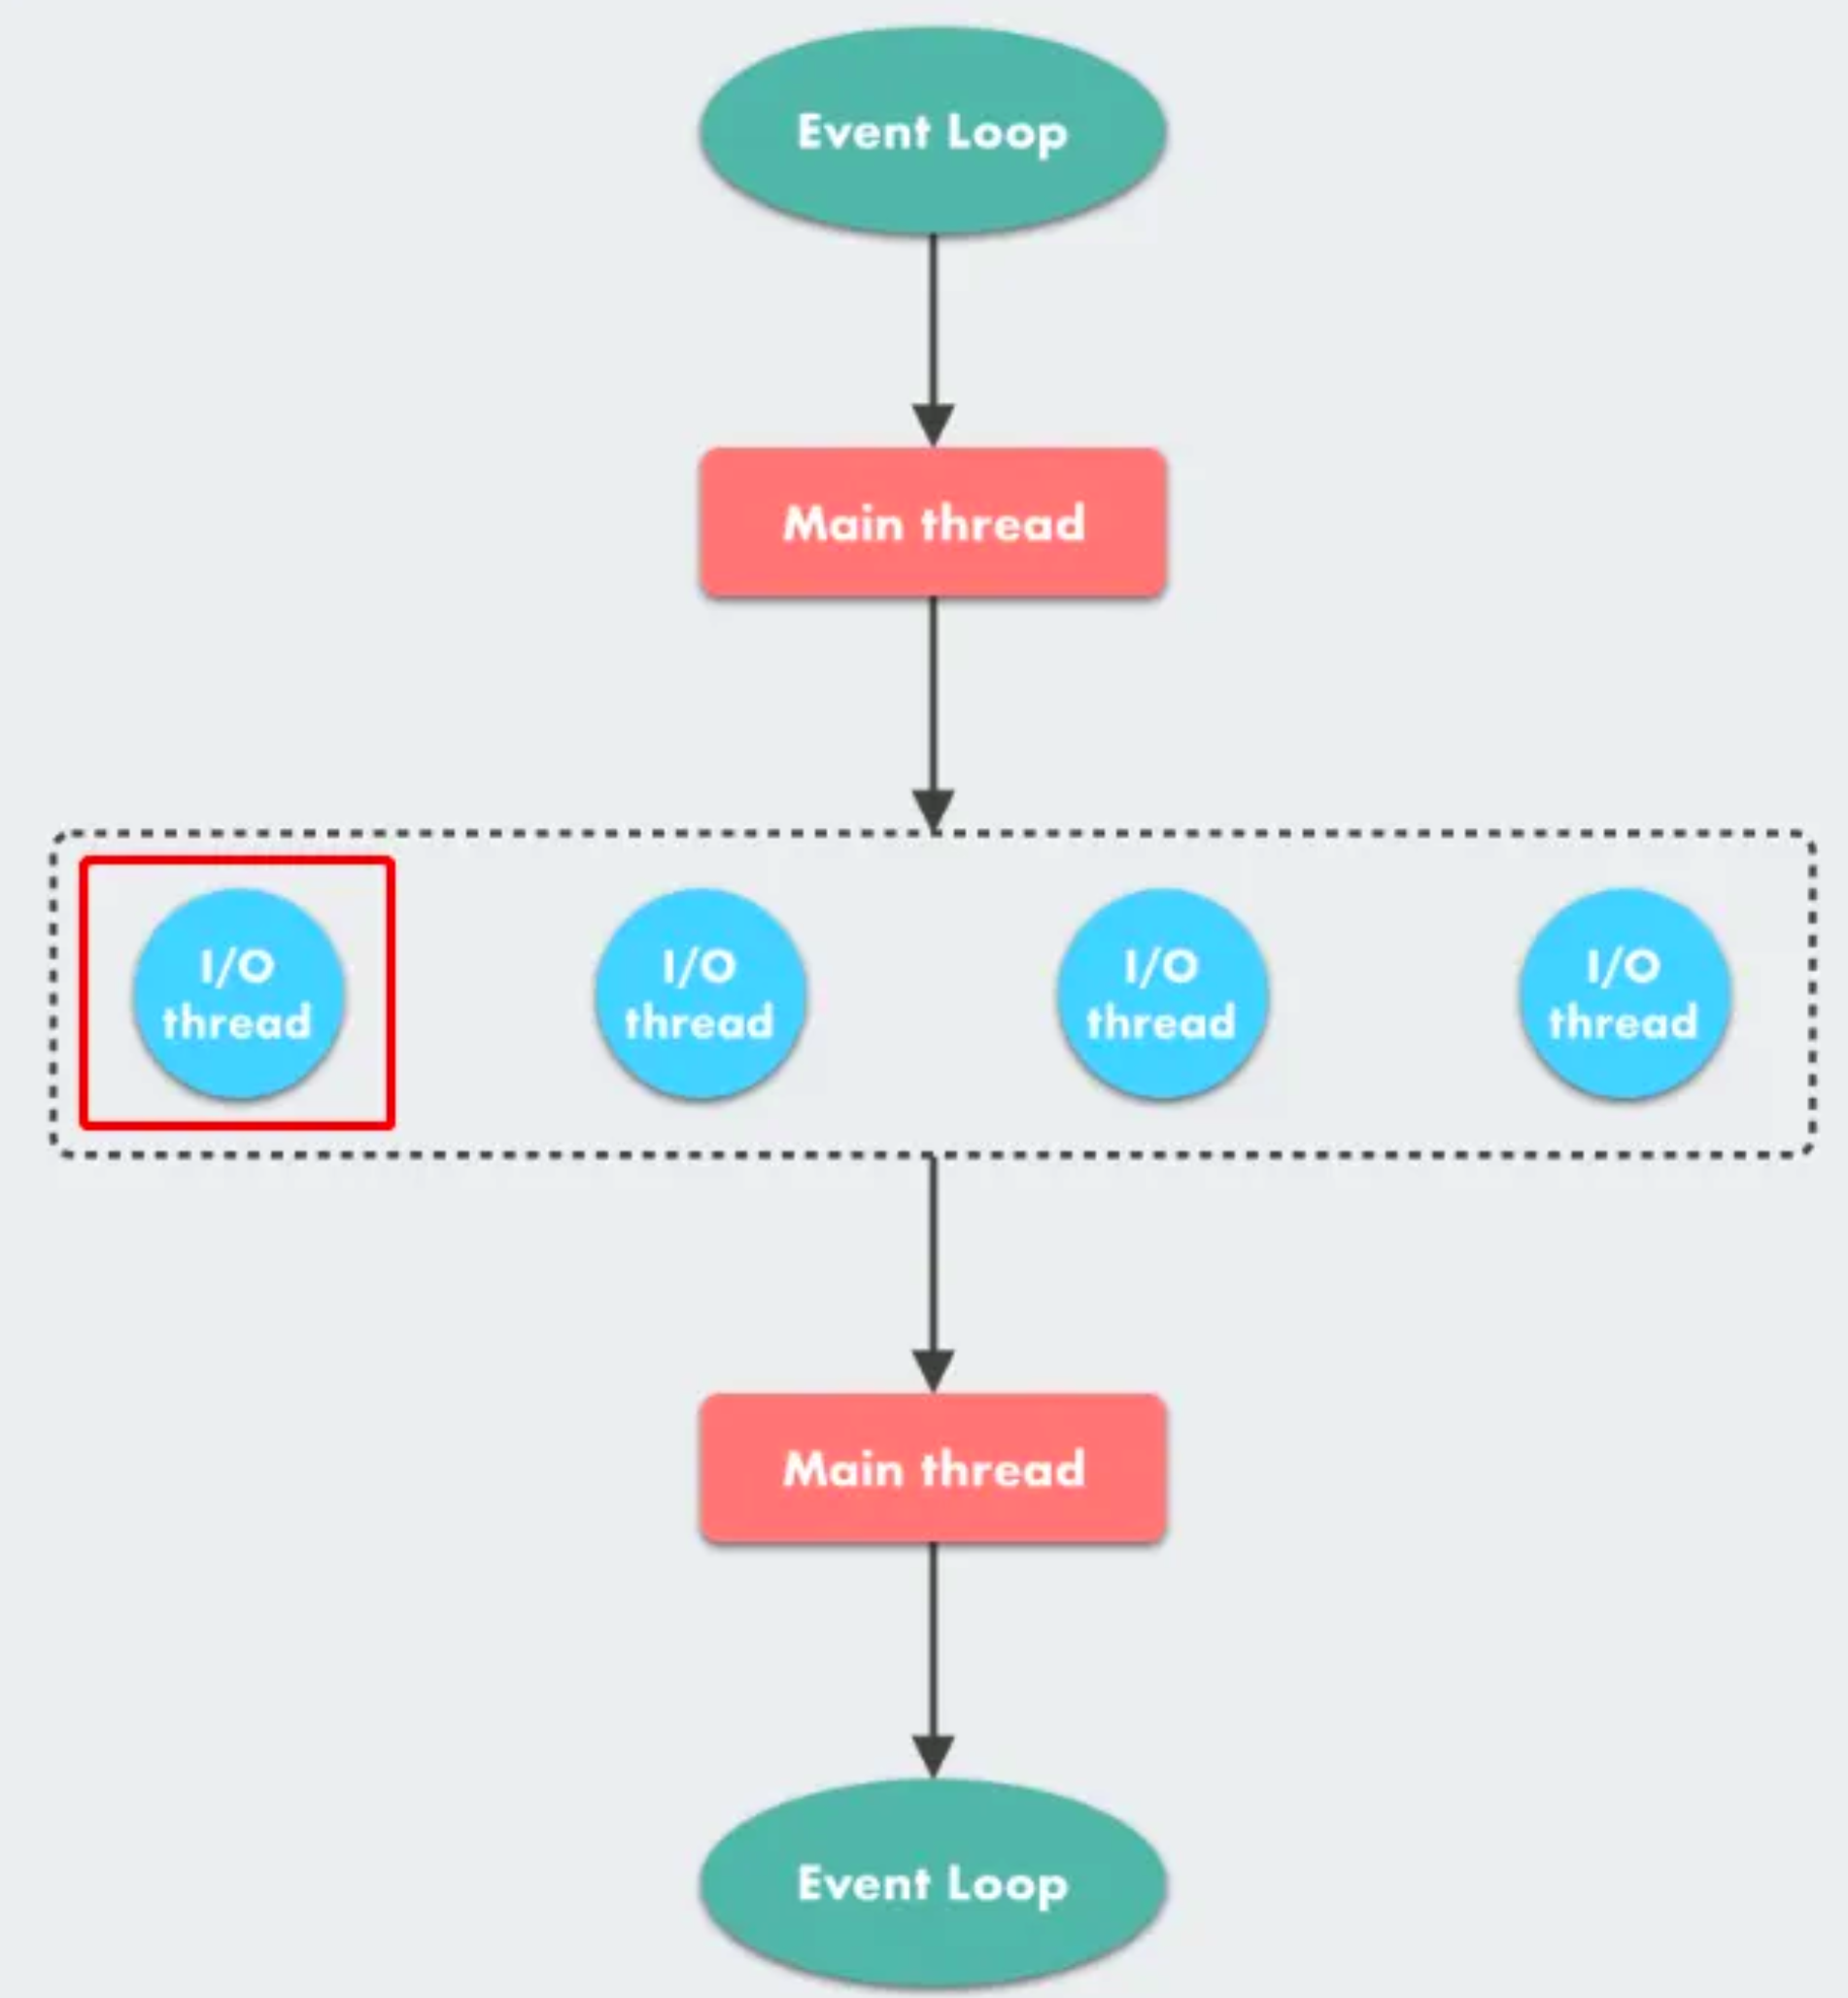 Event Loop
Main thread
I/O
thread
I/O
thread
I/O
thread
I/O
thread
Main thread
Event Loop